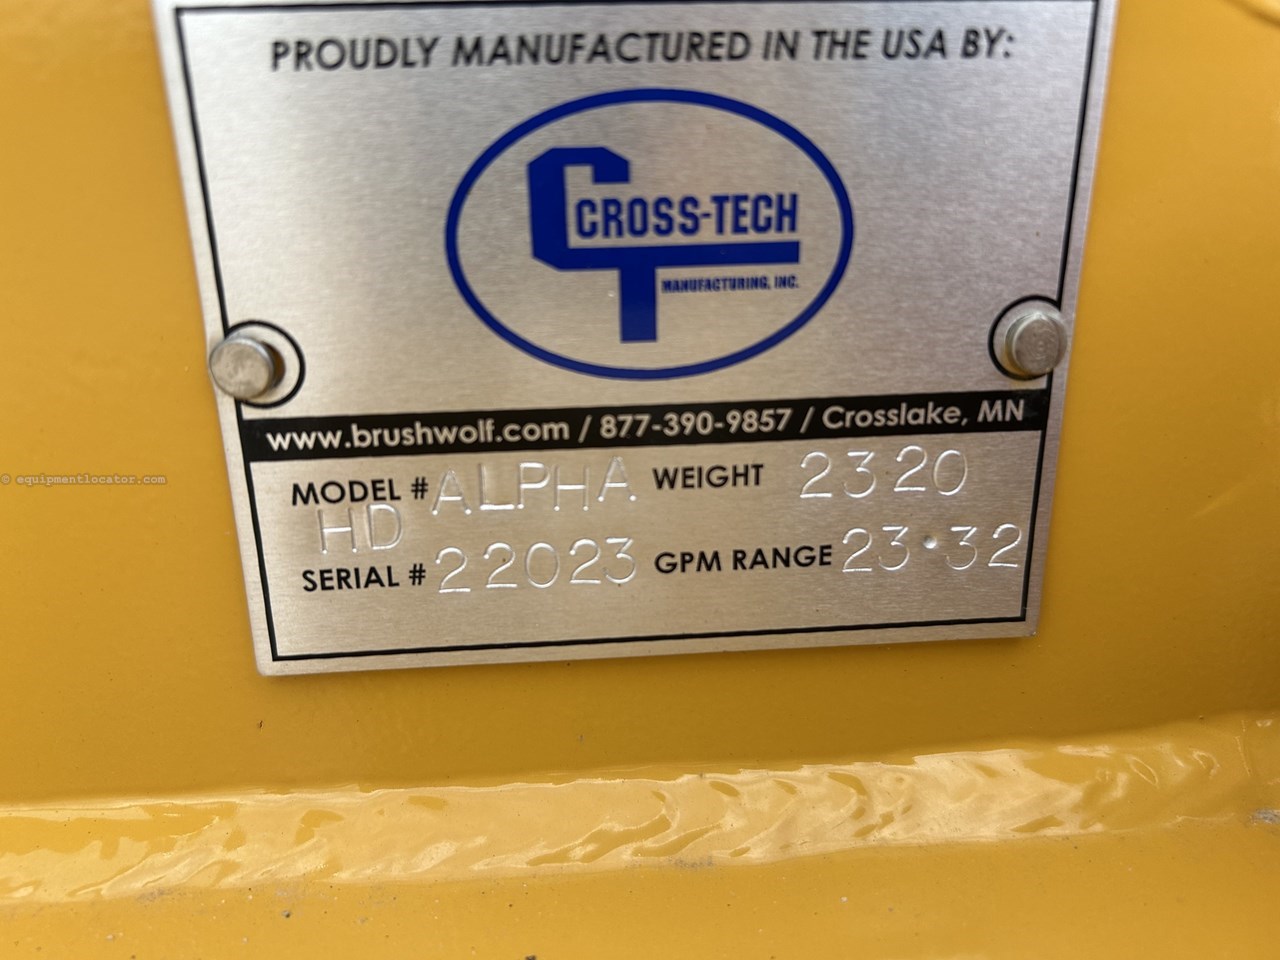 PROUDLY MANUFACTURED IN THE USA BY:
CT
CROSS-TECH
MANUFACTURING, INC.
www.brushwolf.com / 877-390-9857 / Crosslake, MN
MODEL # ALPHA WEIGHT 2320
HD
SERIAL # 22023 GPM RANGE 23·32
© equipmentlocator.com